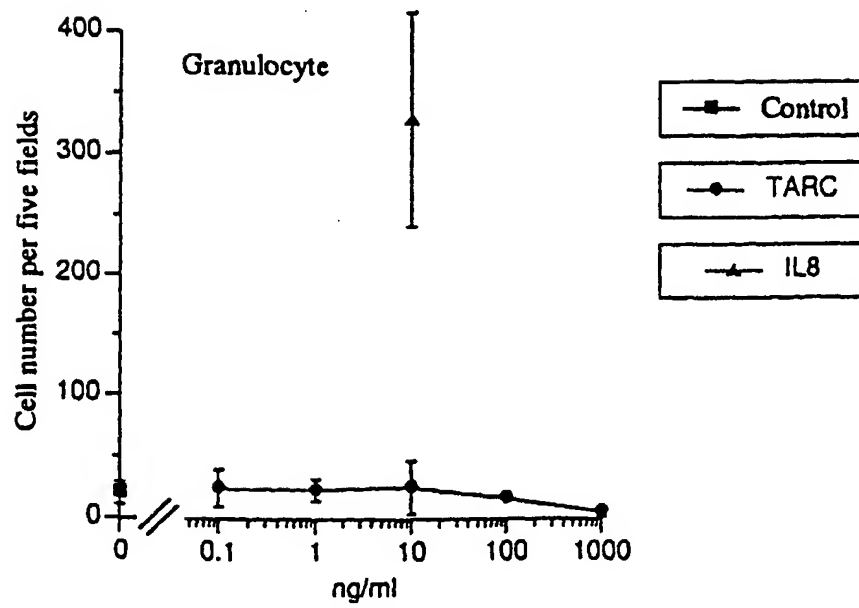 Granulocyte
Cell number per five fields
400
300
200
100
0
0
0.1
1
10
100
1000
ng/ml
Control
TARC
IL8